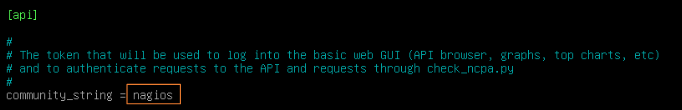 [api]
#
# The token that will be used to log into the basic web GUI (API browser, graphs, top charts, etc)
# and to authenticate requests to the API and requests through check_ncpa.py
#
community_string = nagios